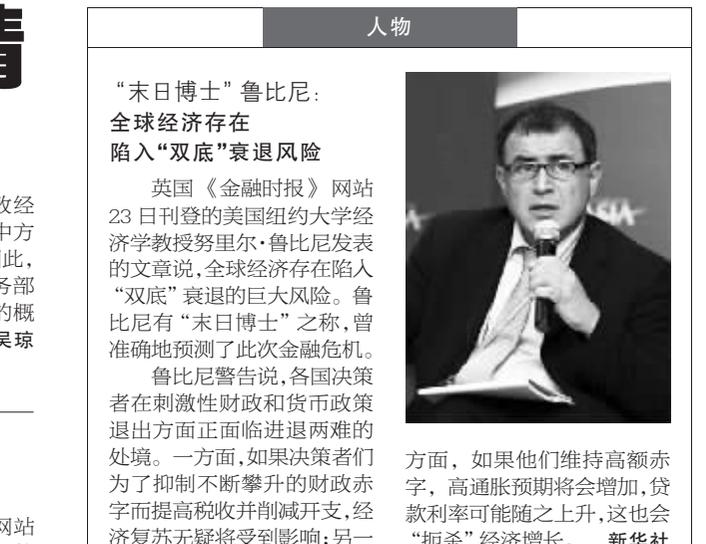 情
人物
“末日博士”鲁比尼：
全球经济存在
陷入“双底”衰退风险
英国《金融时报》网站
23日刊登的美国纽约大学经
济学教授努里尔·鲁比尼发表
的文章说,全球经济存在陷入
“双底”衰退的巨大风险。鲁
比尼有“末日博士”之称,曾
准确地预测了此次金融危机。
鲁比尼警告说,各国决策
者在刺激性财政和货币政策
退出方面正面临进退两难的
处境。一方面,如果决策者们
为了抑制不断攀升的财政赤
字而提高税收并削减开支,经
济复苏无疑将受到影响;另一
方面，如果他们维持高额赤
字，高通胀预期将会增加,贷
款利率可能随之上升,这也会
“扼杀”经济增长。 新华社
政经
中方
因此,
务部
的概
吴琼
网站